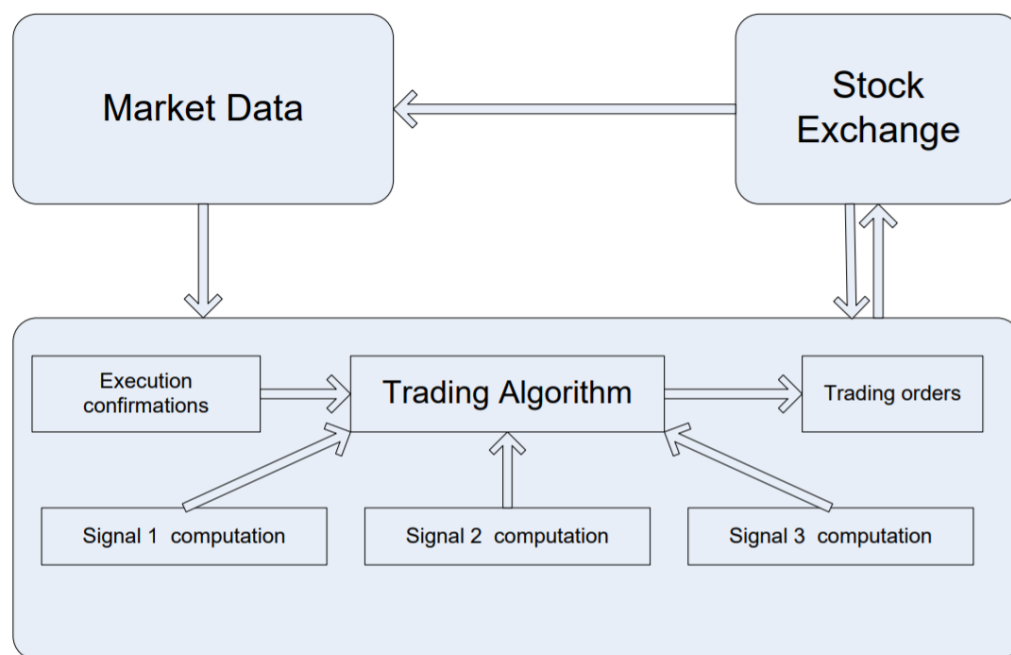 Market Data
Stock
Exchange
Execution
confirmations
Trading Algorithm
Trading orders
Signal 1  computation
Signal 2  computation
Signal 3  computation